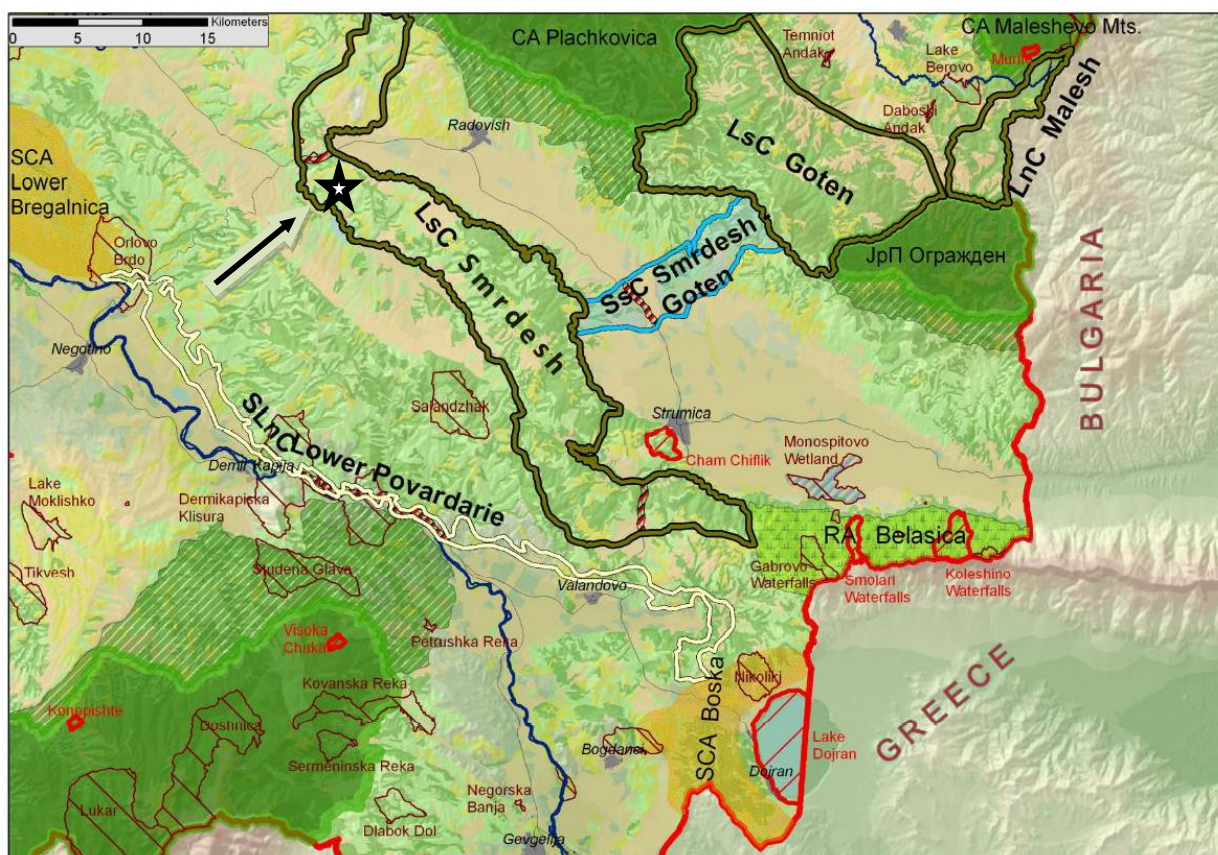 Kilometers
0 5 10 15 20
CA Plachkovica
CA Maleshevo Mts.
Temniot
Andak
Lake
Berovo
Murite
Daboski
Andak
LnC Malesh
Radovish
LsC Goten
SCA
Lower
Bregalnica
Orlovo
Brdo
LsC Smrdesh
SsC Smrdesh
Goten
ЈрП Огражден
BULGARIA
Negotino
Salandzhak
Strumica
Cham Chiflik
Monospitovo
Wetland
SLnC Lower Povardarie
Demir Kapija
Lake
Moklishko
Dermikapiska
Klisura
RA Belasica
Tikvesh
Studena Glava
Valandovo
Gabrovo
Waterfalls
Smolari
Waterfalls
Koleshino
Waterfalls
Visoka
Chuka
Petrushka Reka
Kovanska Reka
Nikolikj
SCA Boska
GREECE
Konopishte
Doshnica
Lake
Dojran
Bogdanci
Dojran
Sermeninska Reka
Lukar
Negorska
Banja
Dlabok Dol
Gevgelija